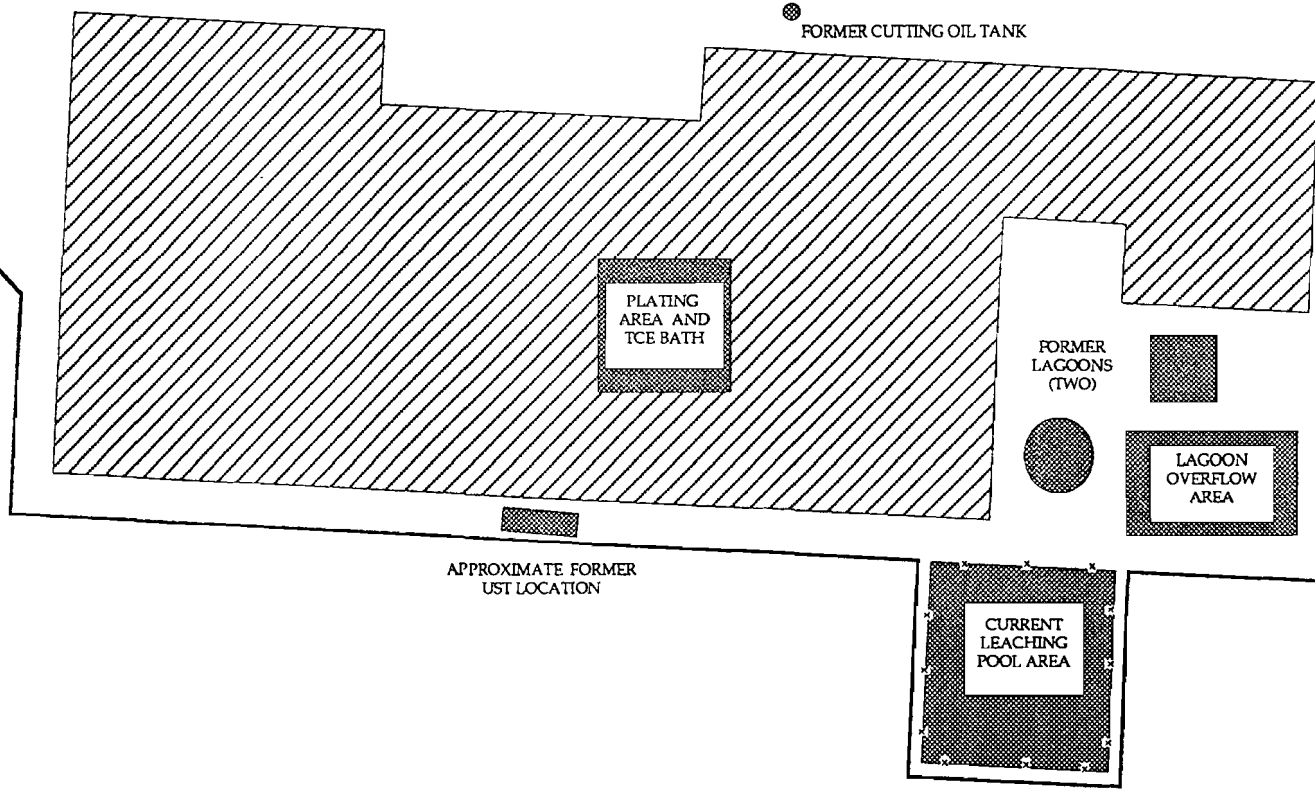 FORMER CUTTING OIL TANK
PLATING
AREA AND
TCE BATH
FORMER
LAGOONS
(TWO)
LAGOON
OVERFLOW
AREA
APPROXIMATE FORMER
UST LOCATION
CURRENT
LEACHING
POOL AREA